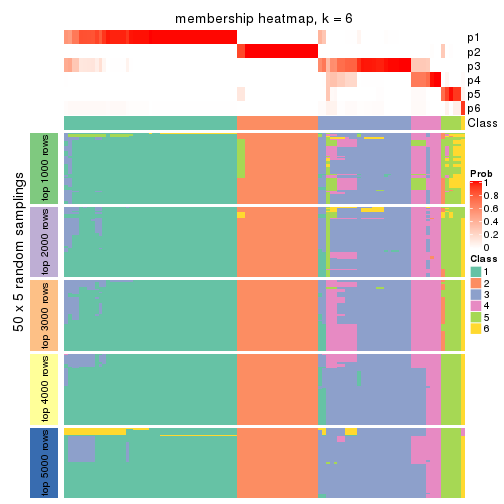 membership heatmap, k = 6
p1
p2
p3
p4
p5
p6
Class
50 x 5 random samplings
top 1000 rows
top 2000 rows
top 3000 rows
top 4000 rows
top 5000 rows
Prob
1
0.8
0.6
0.4
0.2
0
Class
1
2
3
4
5
6